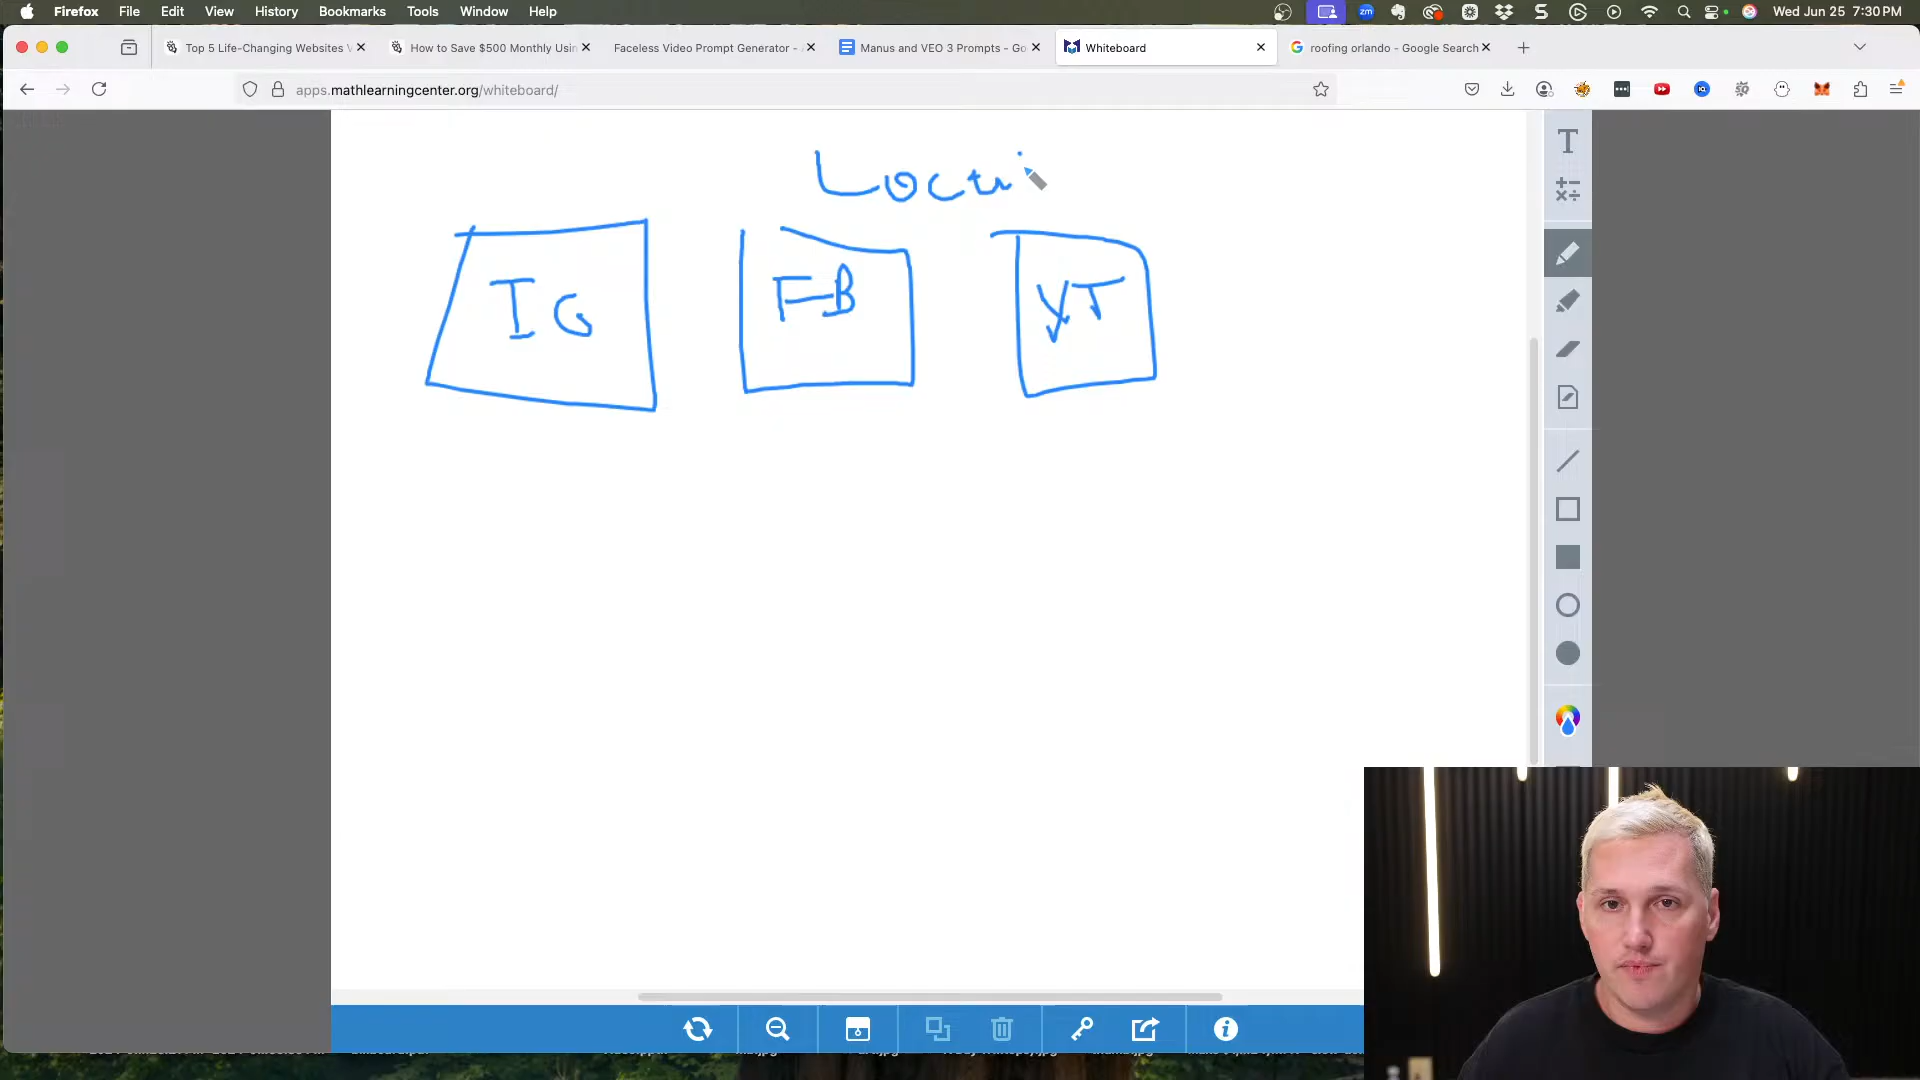 Firefox File Edit View History Bookmarks Tools Window Help Wed Jun 25 7:30 PM
Top 5 Life-Changing Websites How to Save $500 Monthly Usin Faceless Video Prompt Generator - Manus and VEO 3 Prompts - Go Whiteboard roofing orlando - Google Search
apps.mathlearningcenter.org/whiteboard/
Locti
IG FB YT